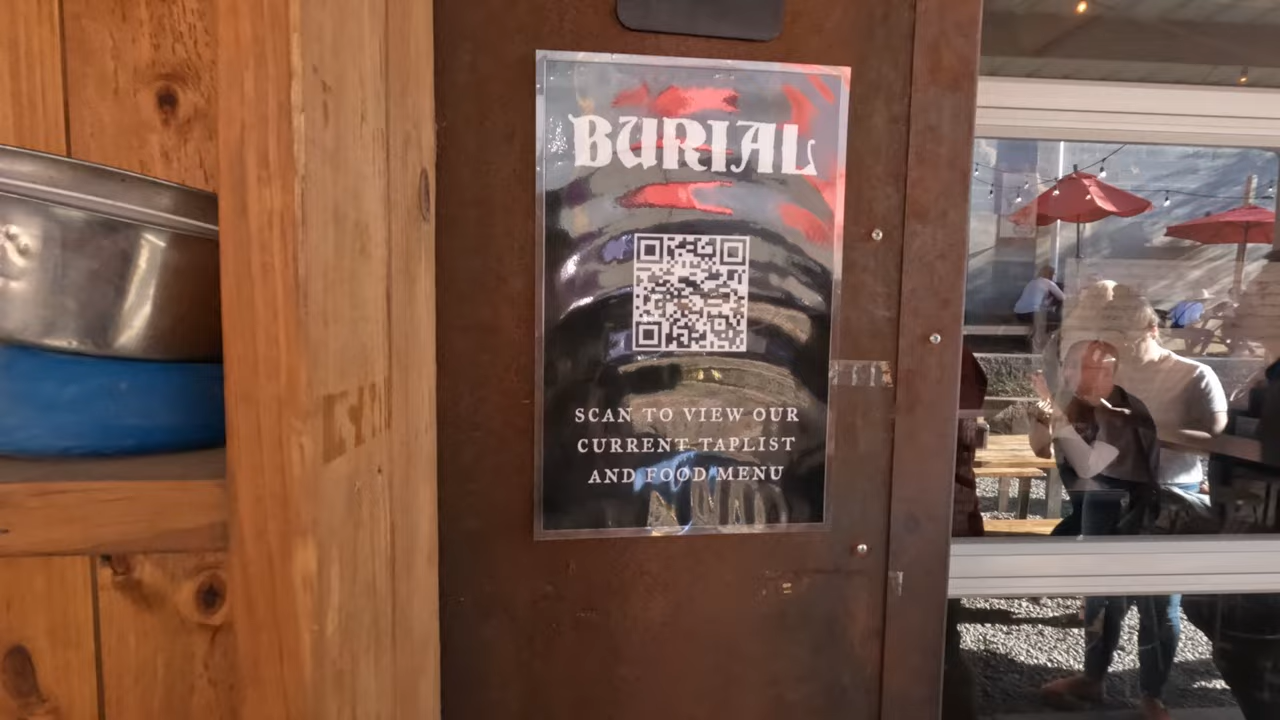 BURIAL
SCAN TO VIEW OUR
CURRENT TAPLIST
AND FOOD MENU